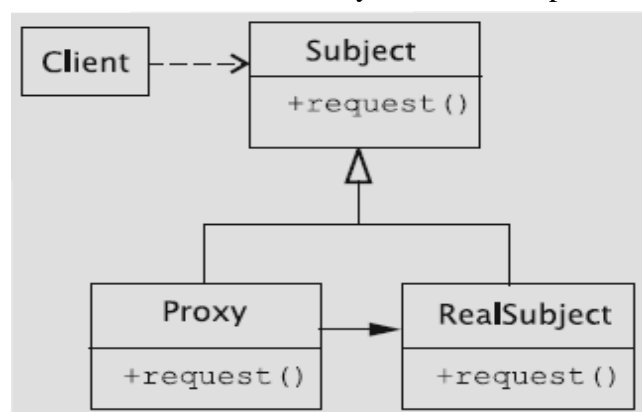 Client
Subject
+request()
Proxy
+request()
RealSubject
+request()